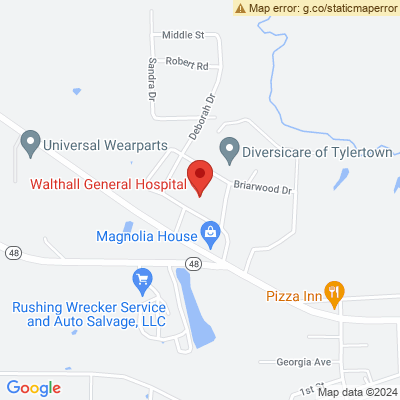 Map error: g.co/staticmaperror
Middle St
Robert Rd
Sandra Dr
Deborah Dr
Universal Wearparts
Diversicare of Tylertown
Walthall General Hospital
Briarwood Dr
Magnolia House
48
48
Pizza Inn
Rushing Wrecker Service
and Auto Salvage, LLC
Georgia Ave
1st St
Google
Map data ©2024